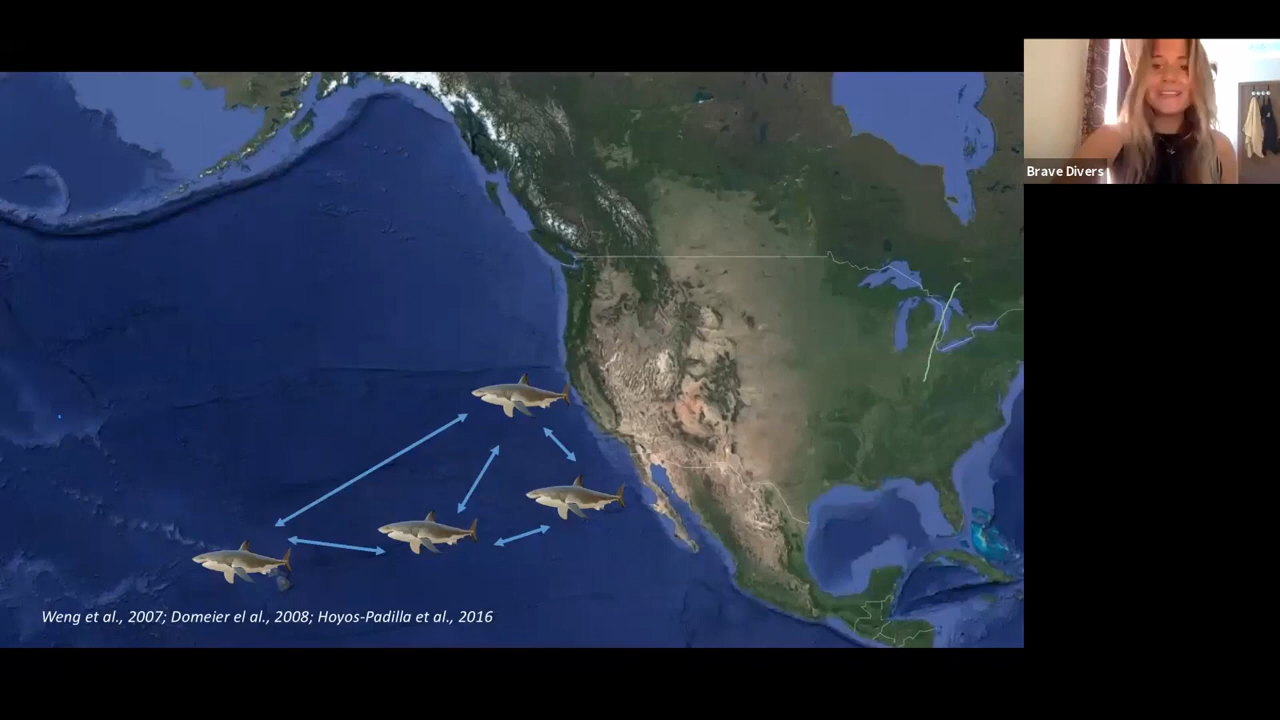 Brave Divers
Weng et al., 2007; Domeier el al., 2008; Hoyos-Padilla et al., 2016